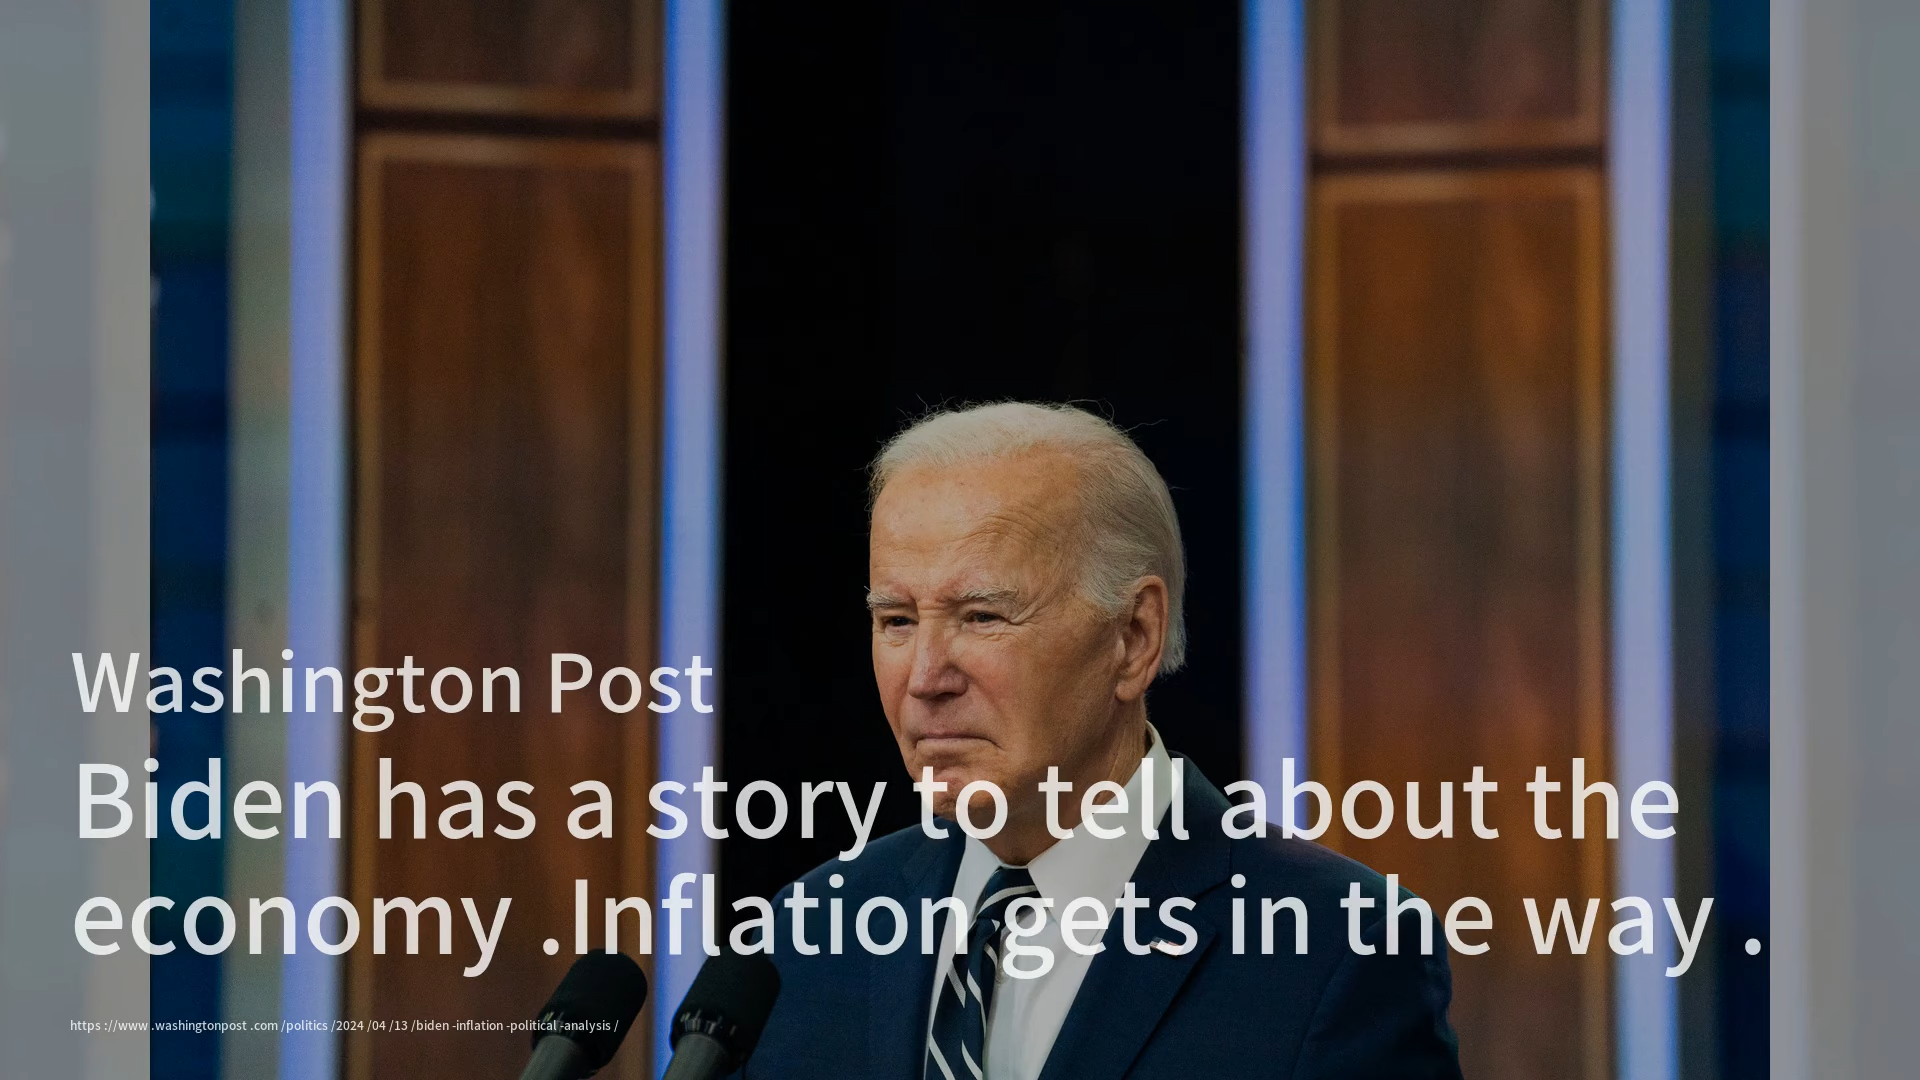 Washington Post
Biden has a story to tell about the
economy .Inflation gets in the way .
https ://www .washingtonpost .com /politics /2024 /04 /13 /biden -inflation -political -analysis /